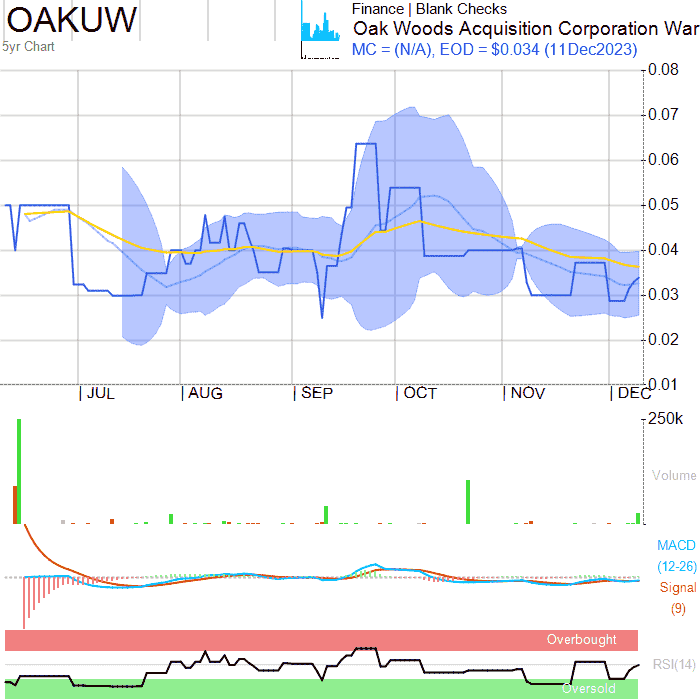 OAKUW
5yr Chart
Finance | Blank Checks
Oak Woods Acquisition Corporation War
MC = (N/A), EOD = $0.034 (11Dec2023)
0.08
0.07
0.06
0.05
0.04
0.03
0.02
0.01
JUL AUG SEP OCT NOV DEC
250k
Volume
MACD
(12-26)
Signal
(9)
Overbought
RSI(14)
Oversold